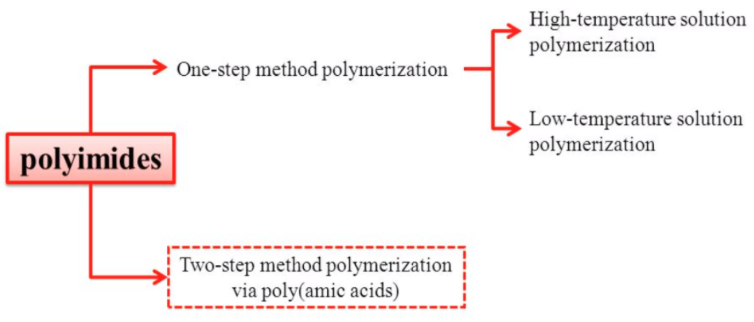 High-temperature solution
polymerization
One-step method polymerization
Low-temperature solution
polymerization
polyimides
Two-step method polymerization
via poly(amic acids)